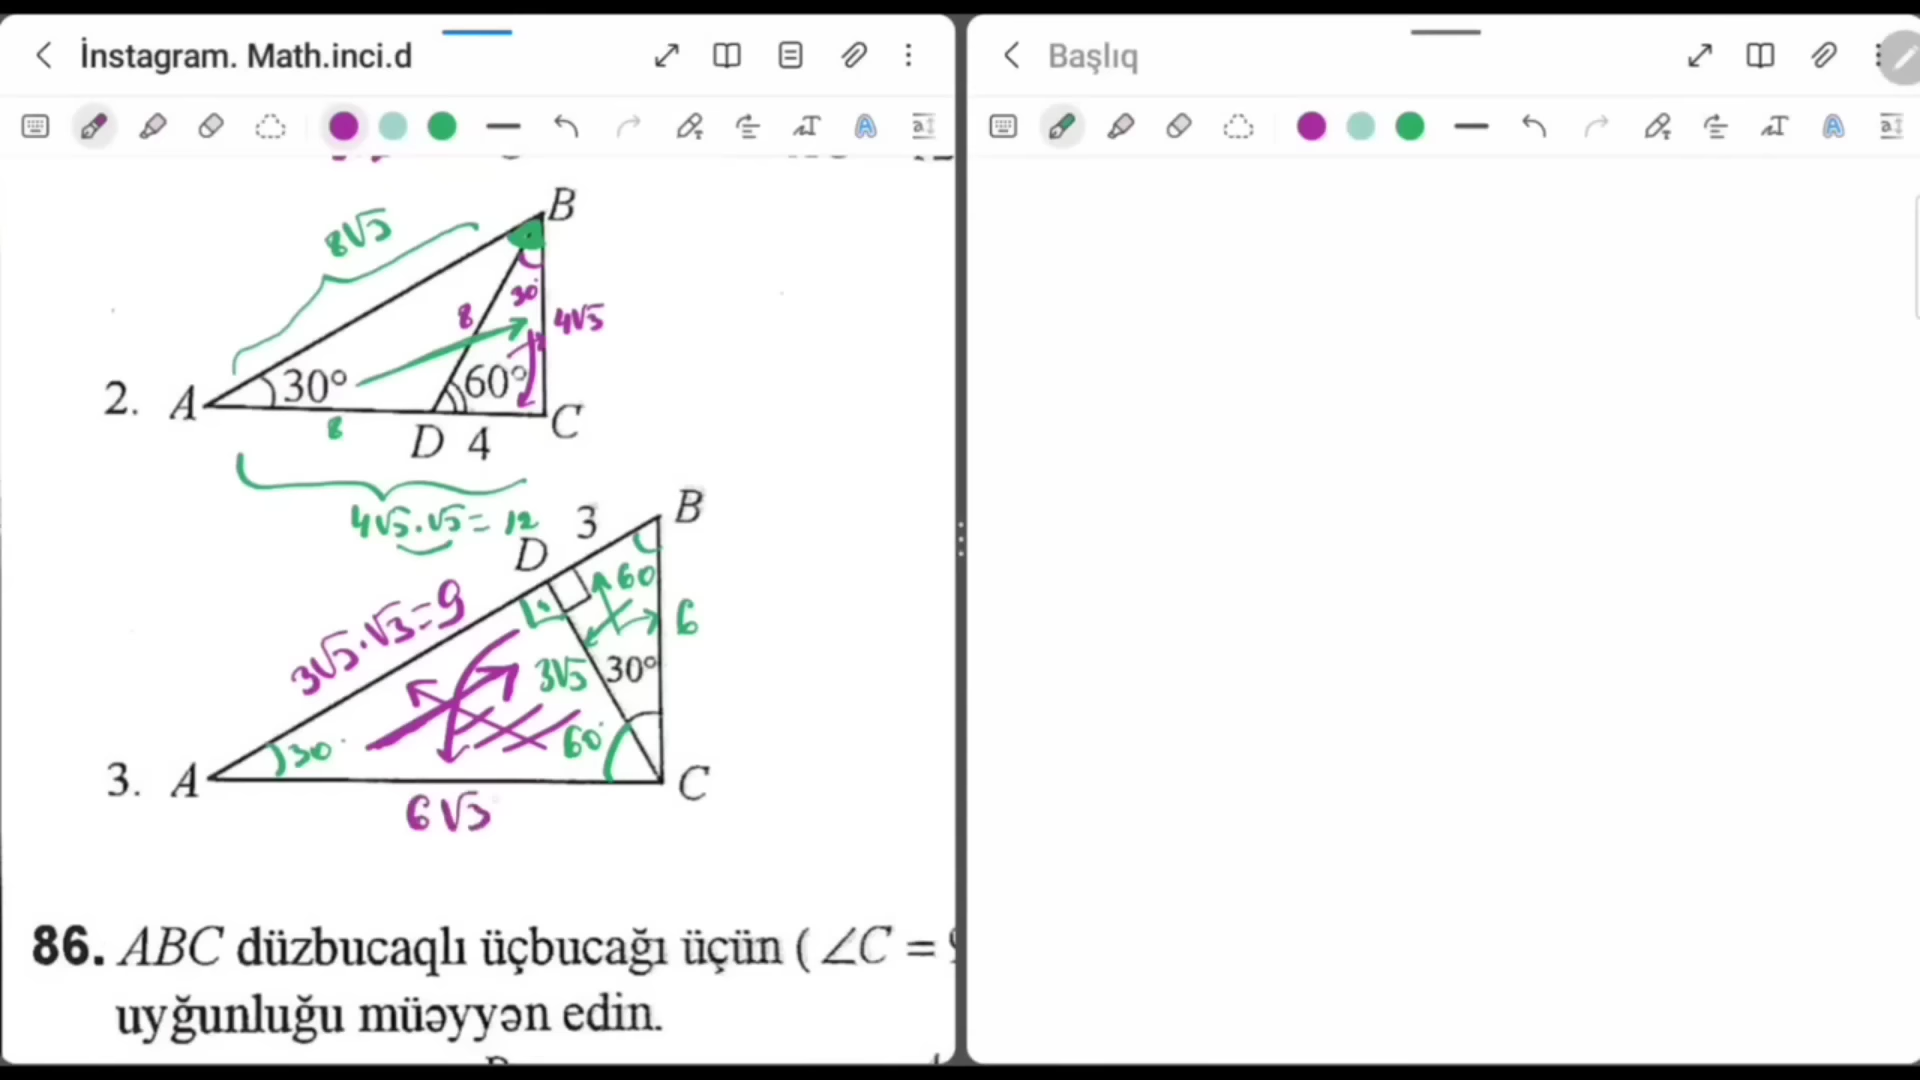 İnstagram. Math.inci.d
Başlıq
B
8√3
30°
8
4√3
2. A 30° 60° C
8
D 4
4√3.√3= 12
3 B
D
60
3√3.√3=9
6
3√3 30°
30° 60°
3. A C
6√3
86. ABC düzbucaqlı üçbucağı üçün ( ∠C =
uyğunluğu müəyyən edin.